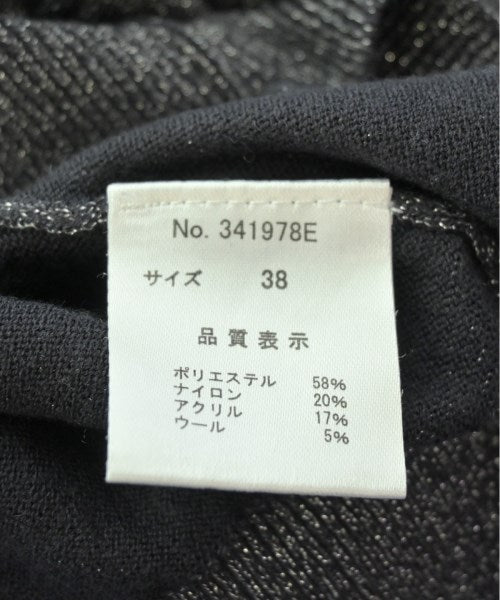 No. 341978E
サイズ 38
品質表示
ポリエステル 58%
ナイロン 20%
アクリル 17%
ウール 5%